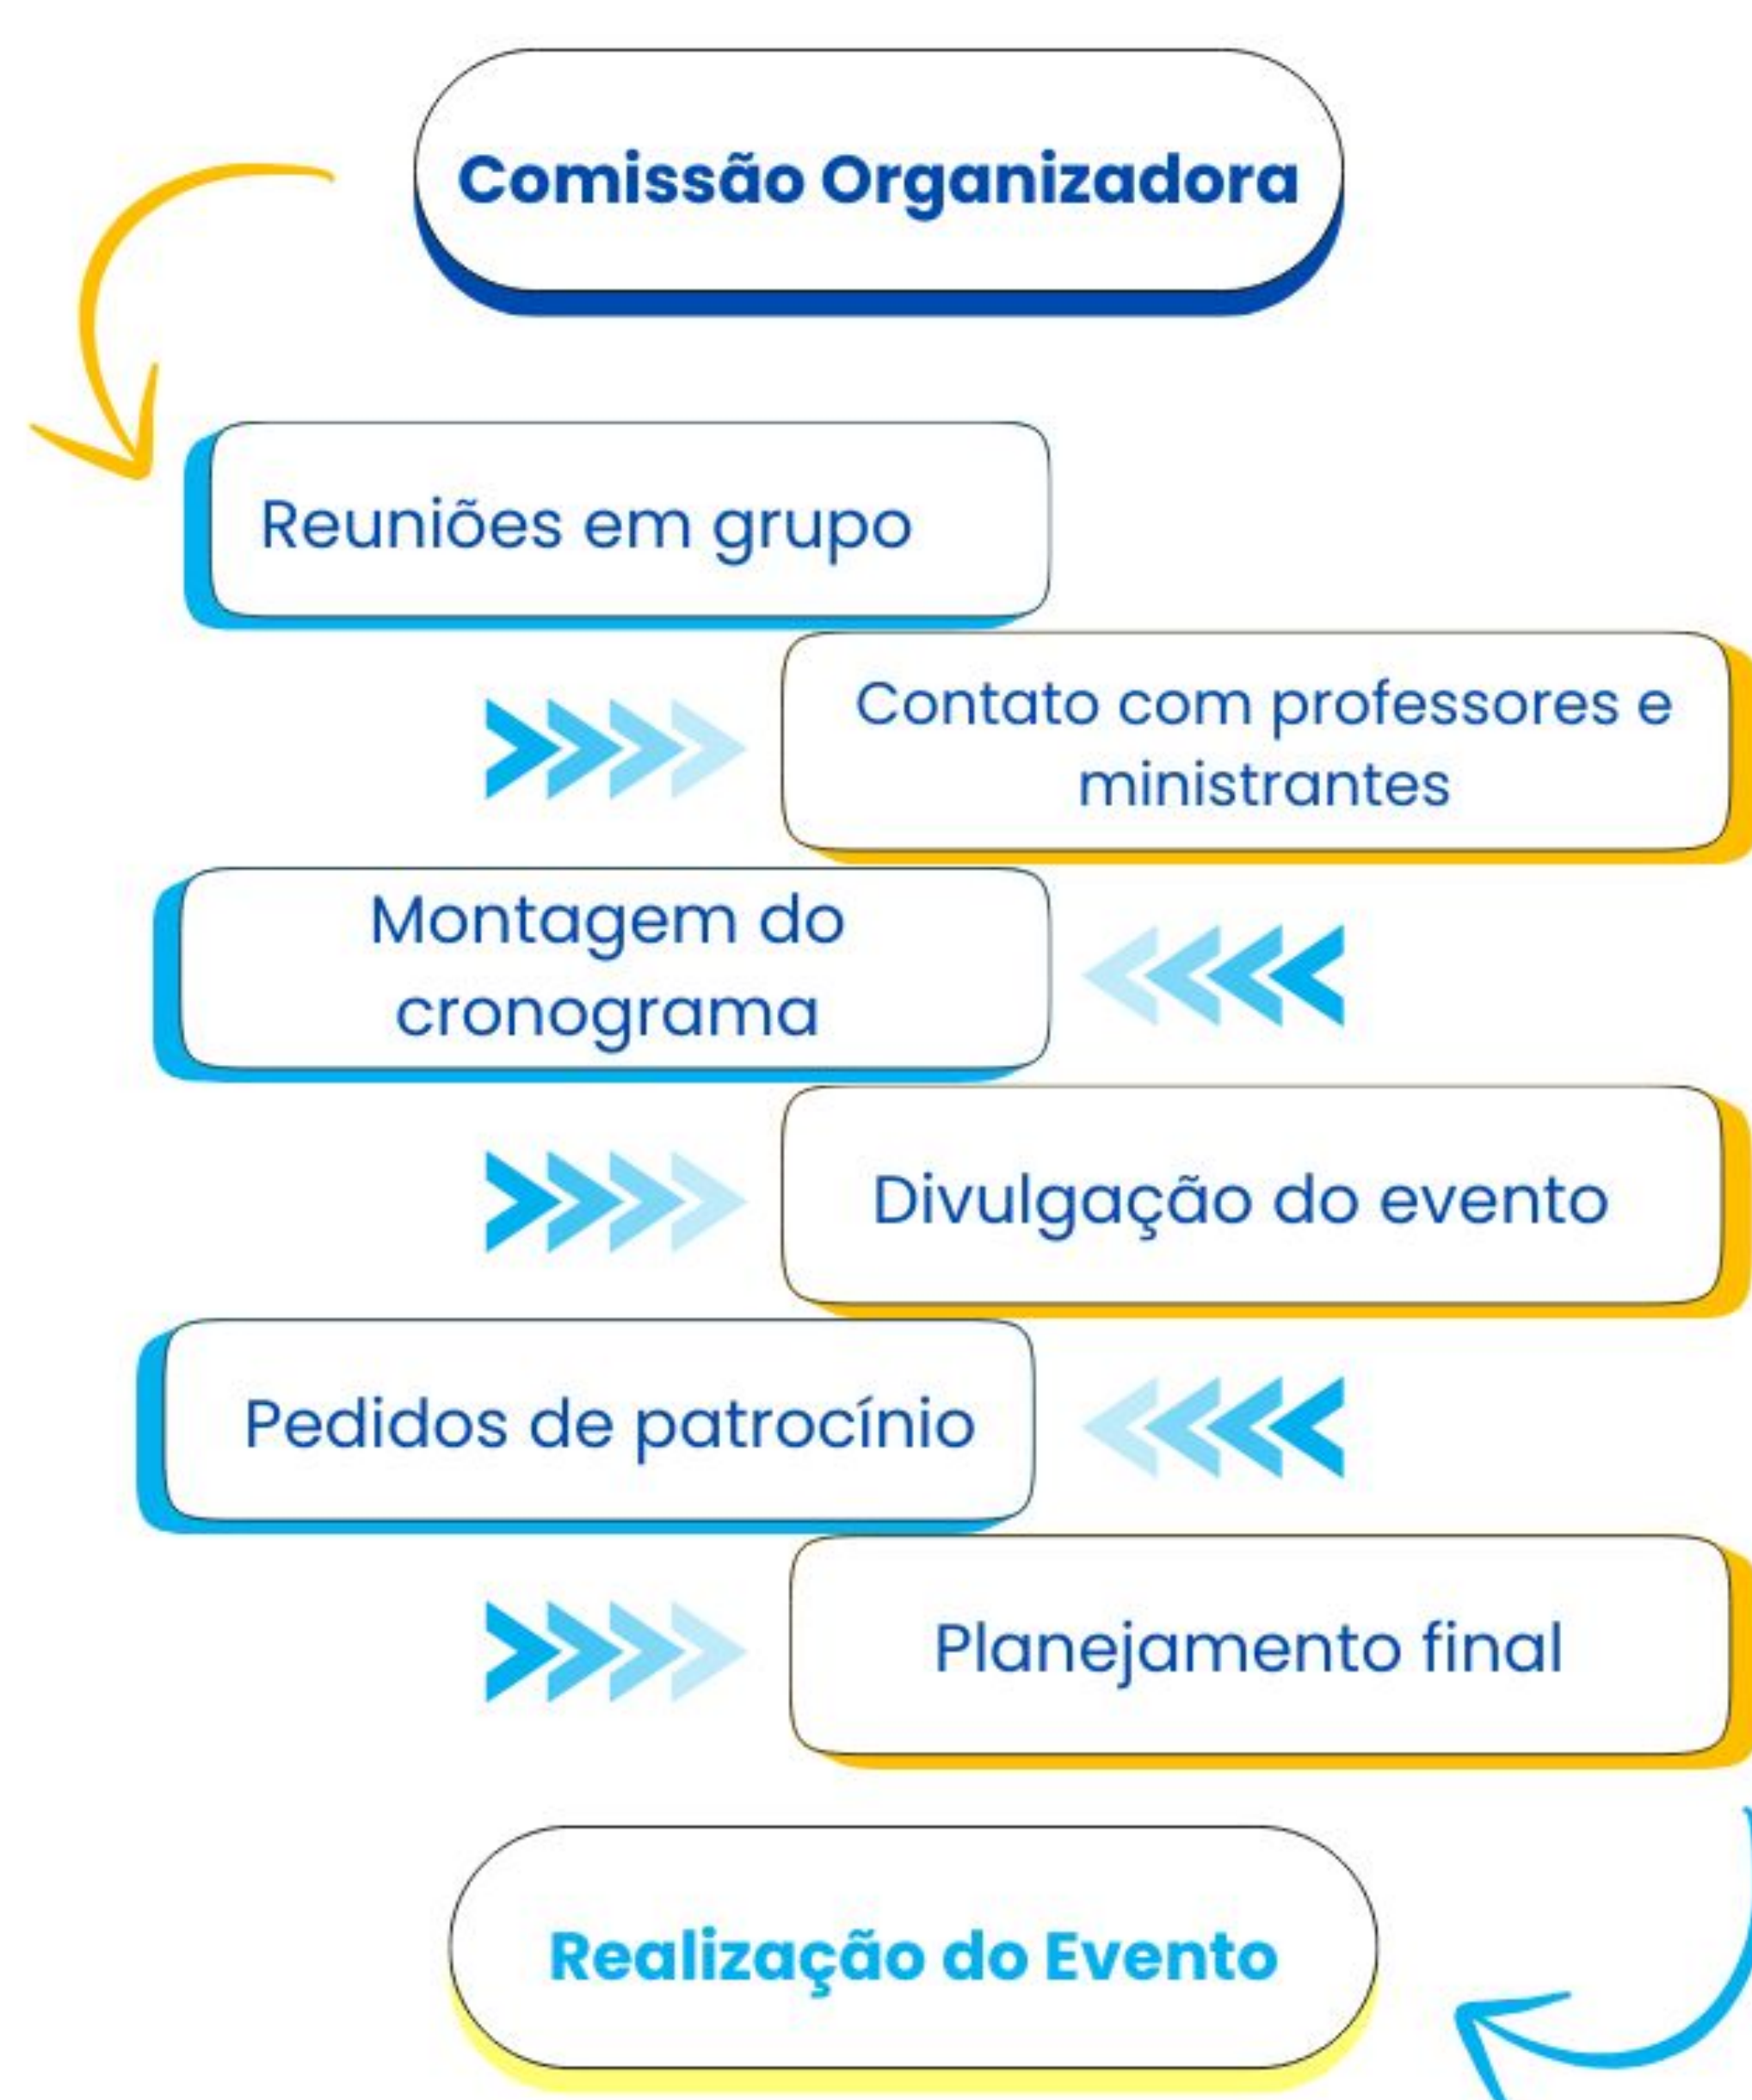 Comissão Organizadora
Reuniões em grupo
Contato com professores e
ministrantes
Montagem do
cronograma
Divulgação do evento
Pedidos de patrocínio
Planejamento final
Realização do Evento